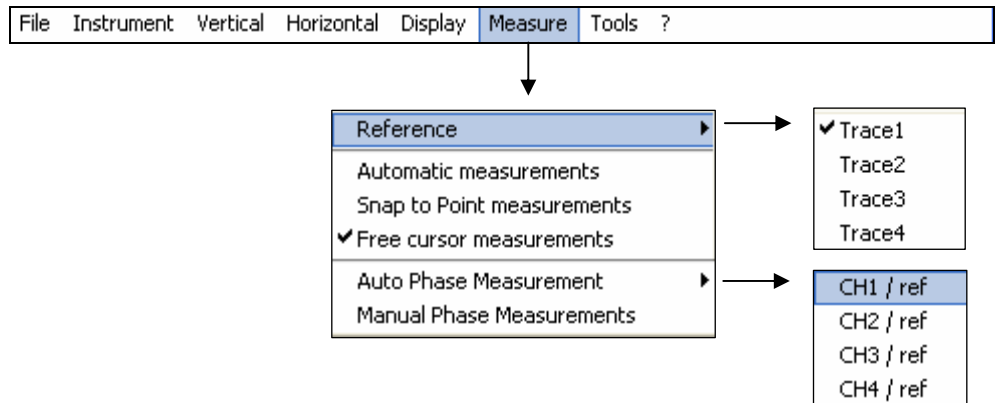 File Instrument Vertical Horizontal Display Measure Tools ?
Reference
Automatic measurements
Snap to Point measurements
Free cursor measurements
Auto Phase Measurement
Manual Phase Measurements
Trace1
Trace2
Trace3
Trace4
CH1 / ref
CH2 / ref
CH3 / ref
CH4 / ref